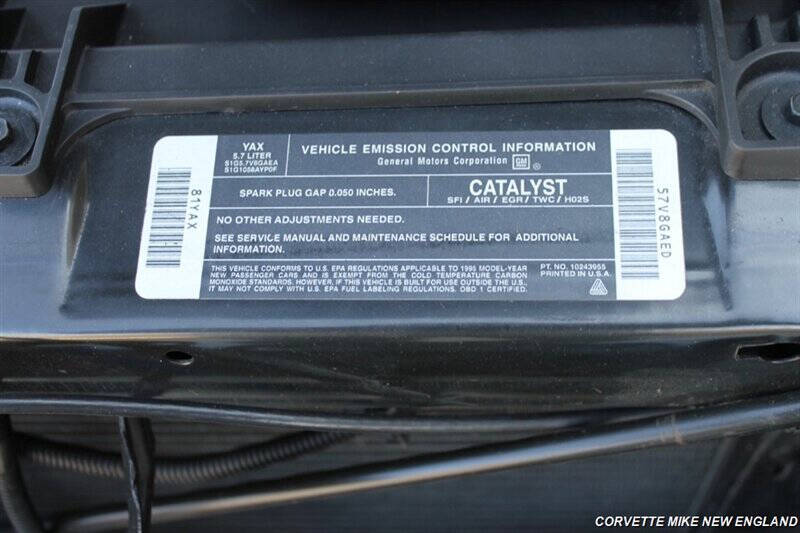 YAX
5.7 LITER
S1G5.7V8GAEA
S1G1058AYP0F
VEHICLE EMISSION CONTROL INFORMATION
General Motors Corporation GM ®
SPARK PLUG GAP 0.050 INCHES.
CATALYST
SFI / AIR / EGR / TWC / HO2S
NO OTHER ADJUSTMENTS NEEDED.
SEE SERVICE MANUAL AND MAINTENANCE SCHEDULE FOR ADDITIONAL
INFORMATION.
THIS VEHICLE CONFORMS TO U.S. EPA REGULATIONS APPLICABLE TO 1995 MODEL-YEAR
NEW PASSENGER CARS AND IS EXEMPT FROM THE COLD TEMPERATURE CARBON
MONOXIDE STANDARDS. HOWEVER, IF THIS VEHICLE IS BUILT FOR USE OUTSIDE THE U.S.,
IT MAY NOT COMPLY WITH U.S. EPA FUEL LABELING REGULATIONS. OBD 1 CERTIFIED.
PT. NO. 10243955
PRINTED IN U.S.A.
81YAX
57V8GAED
CORVETTE MIKE NEW ENGLAND